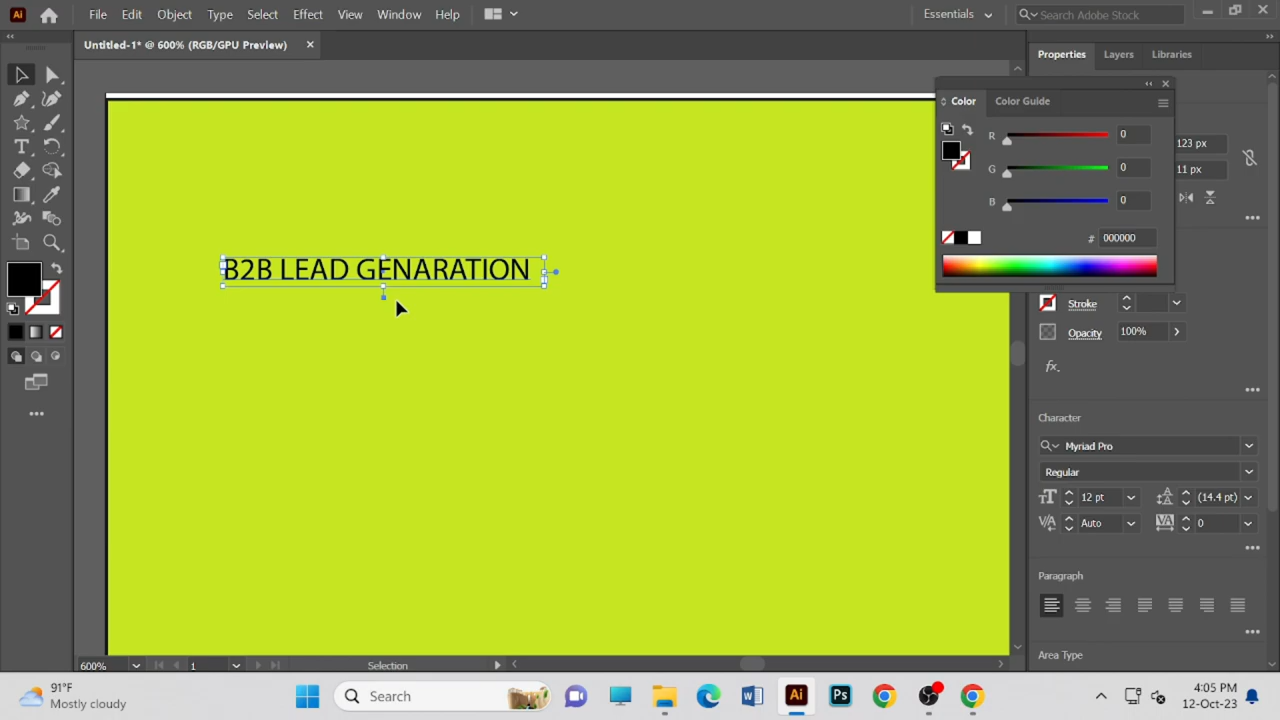 Ai File Edit Object Type Select Effect View Window Help Essentials Search Adobe Stock
Untitled-1* @ 600% (RGB/GPU Preview)
Properties Layers Libraries
Color Color Guide
R 0
G 0
B 0
# 000000
123 px
11 px
B2B LEAD GENARATION
Stroke
Opacity 100%
fx.
Character
Myriad Pro
Regular
12 pt (14.4 pt)
Auto 0
Paragraph
Area Type
600% 1 Selection
91°F
Mostly cloudy
Search
W
Ai
Ps
4:05 PM
12-Oct-23